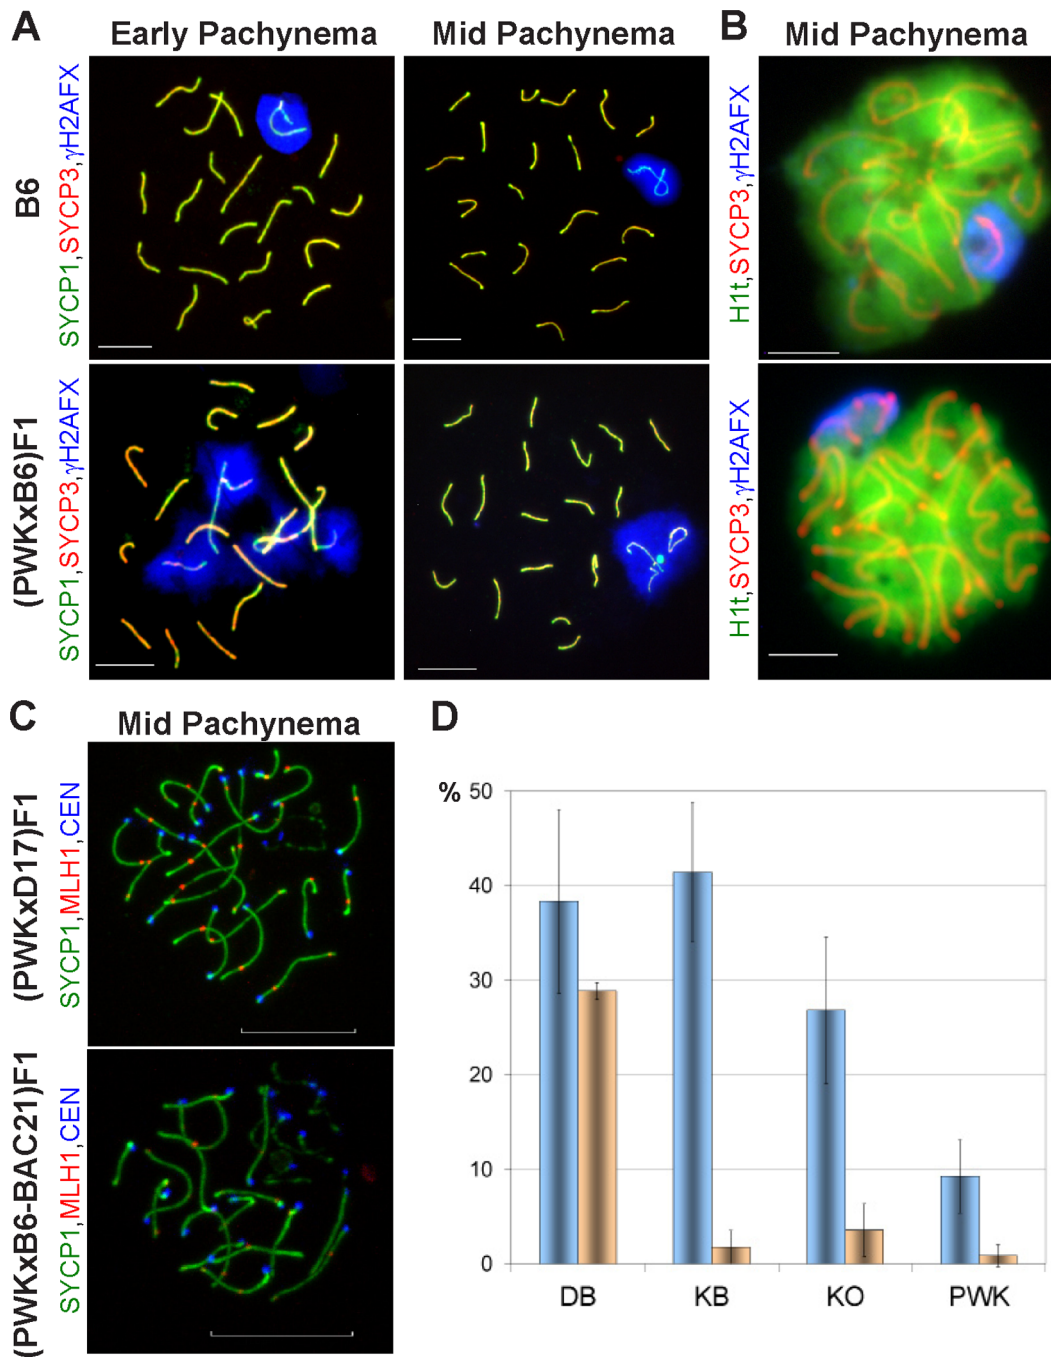 A
Early Pachynema
Mid Pachynema
B
Mid Pachynema
B6
SYCP1,SYCP3,γH2AFX
H1t,SYCP3,γH2AFX
(PWKxB6)F1
SYCP1,SYCP3,γH2AFX
H1t,SYCP3,γH2AFX
C
Mid Pachynema
(PWKxD17)F1
SYCP1,MLH1,CEN
(PWKxB6-BAC21)F1
SYCP1,MLH1,CEN
D
%
50
40
30
20
10
0
DB
KB
KO
PWK